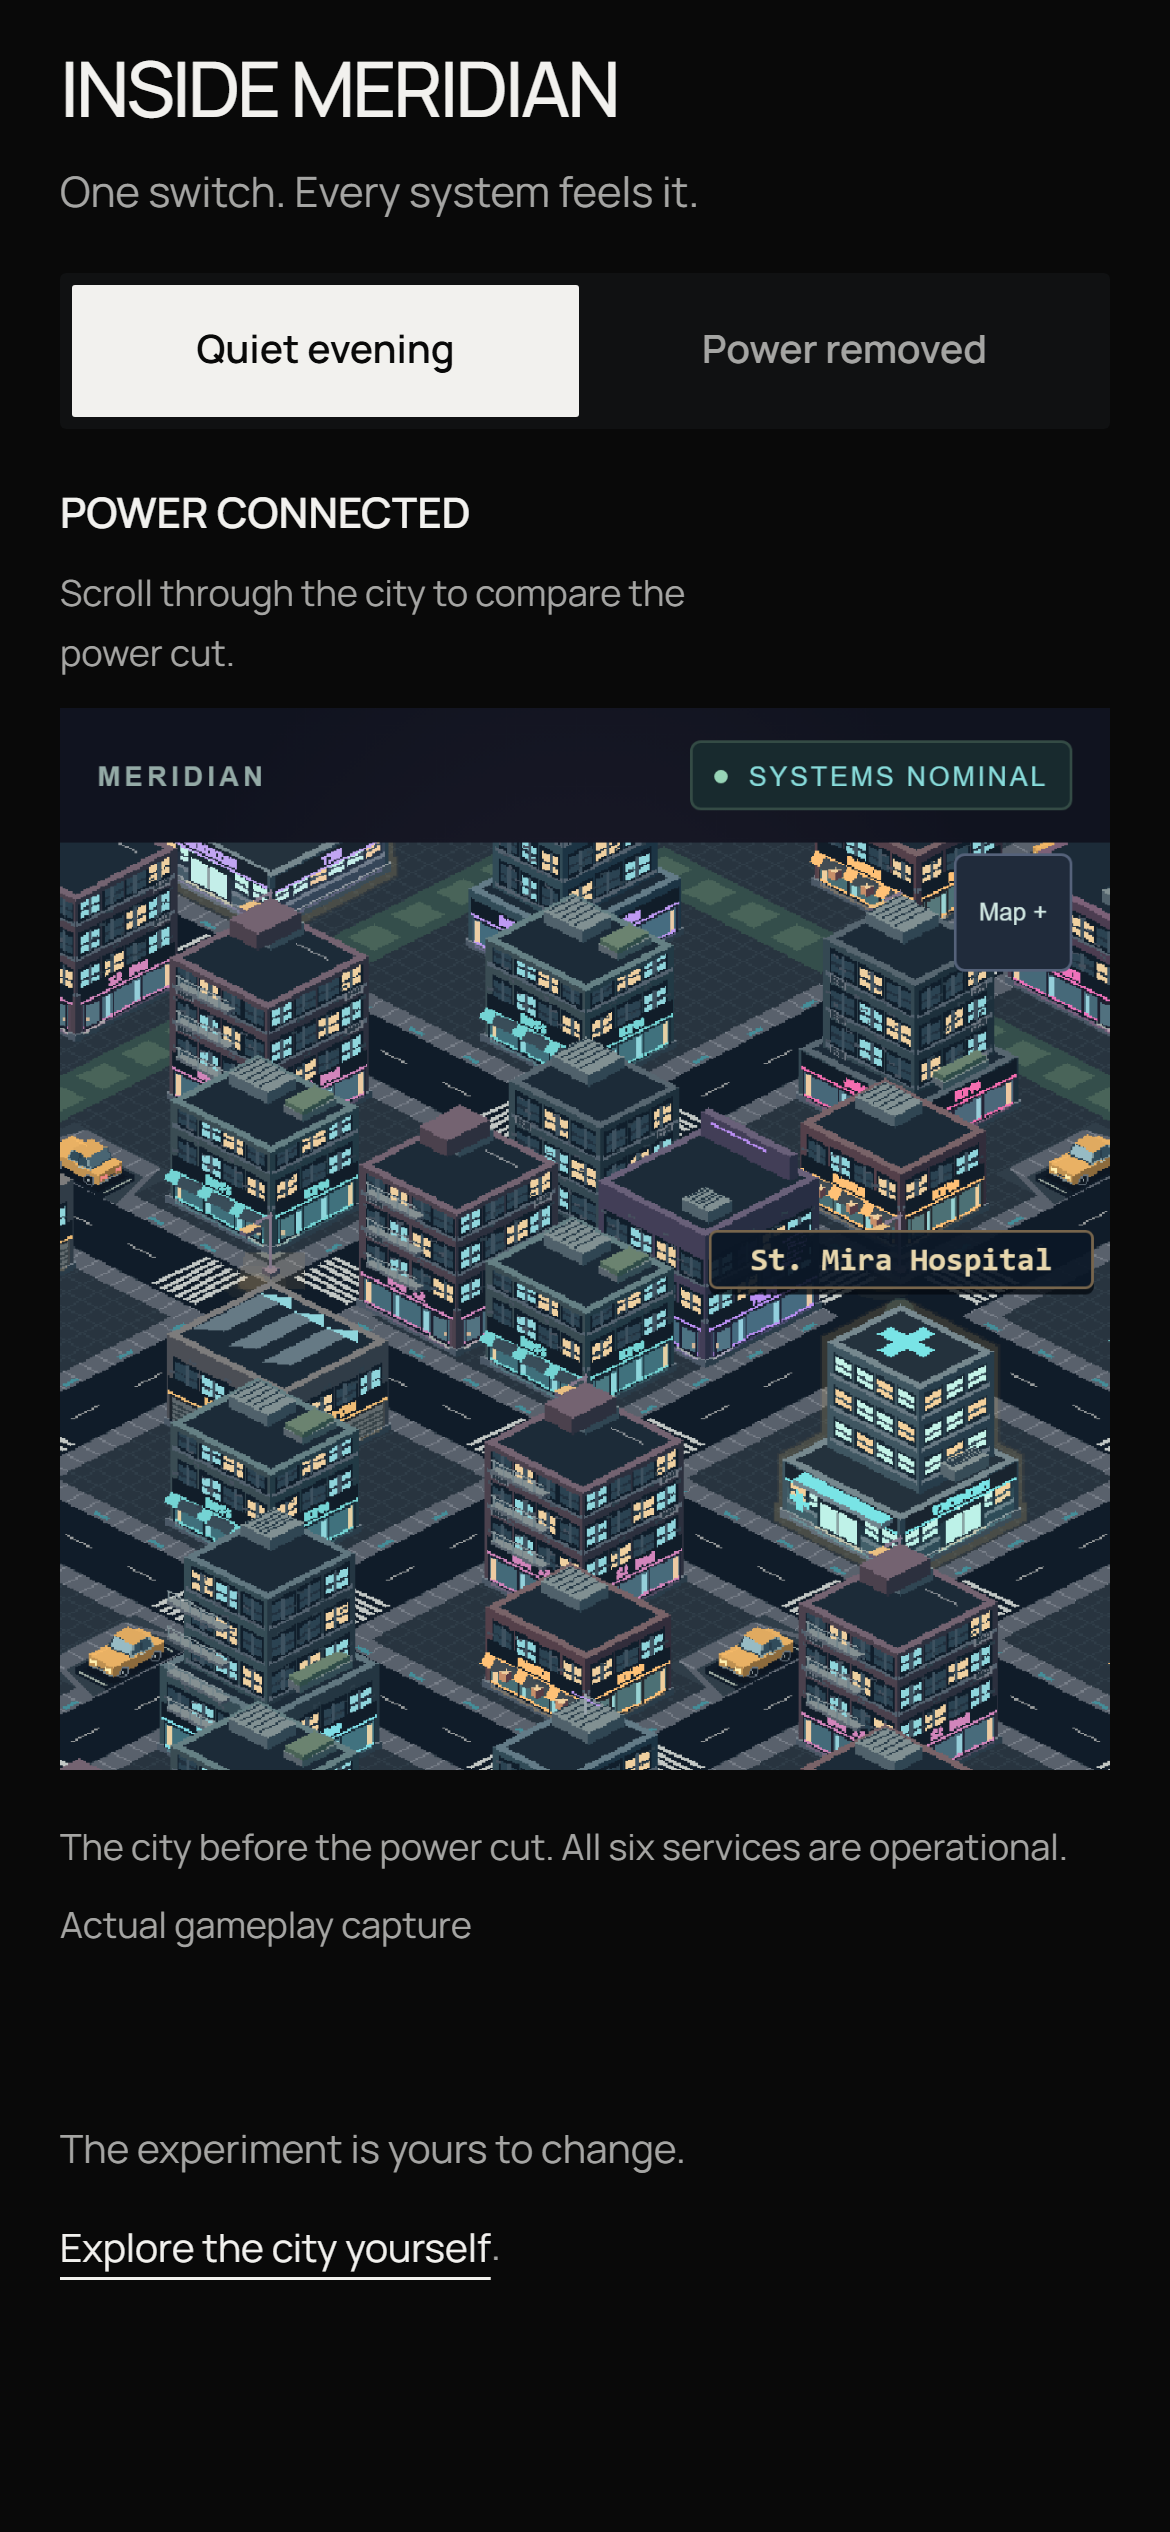 INSIDE MERIDIAN
One switch. Every system feels it.
Quiet evening
Power removed
POWER CONNECTED
Scroll through the city to compare the
power cut.
MERIDIAN
SYSTEMS NOMINAL
Map +
St. Mira Hospital
The city before the power cut. All six services are operational.
Actual gameplay capture
The experiment is yours to change.
Explore the city yourself.